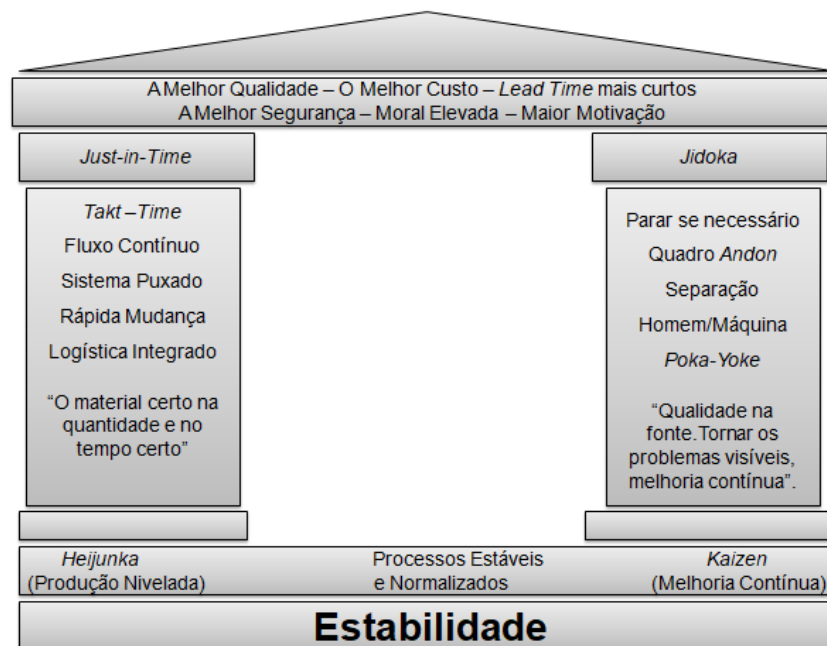 A Melhor Qualidade – O Melhor Custo – Lead Time mais curtos
A Melhor Segurança – Moral Elevada – Maior Motivação
Just-in-Time
Takt –Time
Fluxo Contínuo
Sistema Puxado
Rápida Mudança
Logística Integrado
“O material certo na
quantidade e no
tempo certo”
Jidoka
Parar se necessário
Quadro Andon
Separação
Homem/Máquina
Poka-Yoke
“Qualidade na
fonte.Tornar os
problemas visíveis,
melhoria contínua”.
Heijunka
(Produção Nivelada)
Processos Estáveis
e Normalizados
Kaizen
(Melhoria Contínua)
Estabilidade